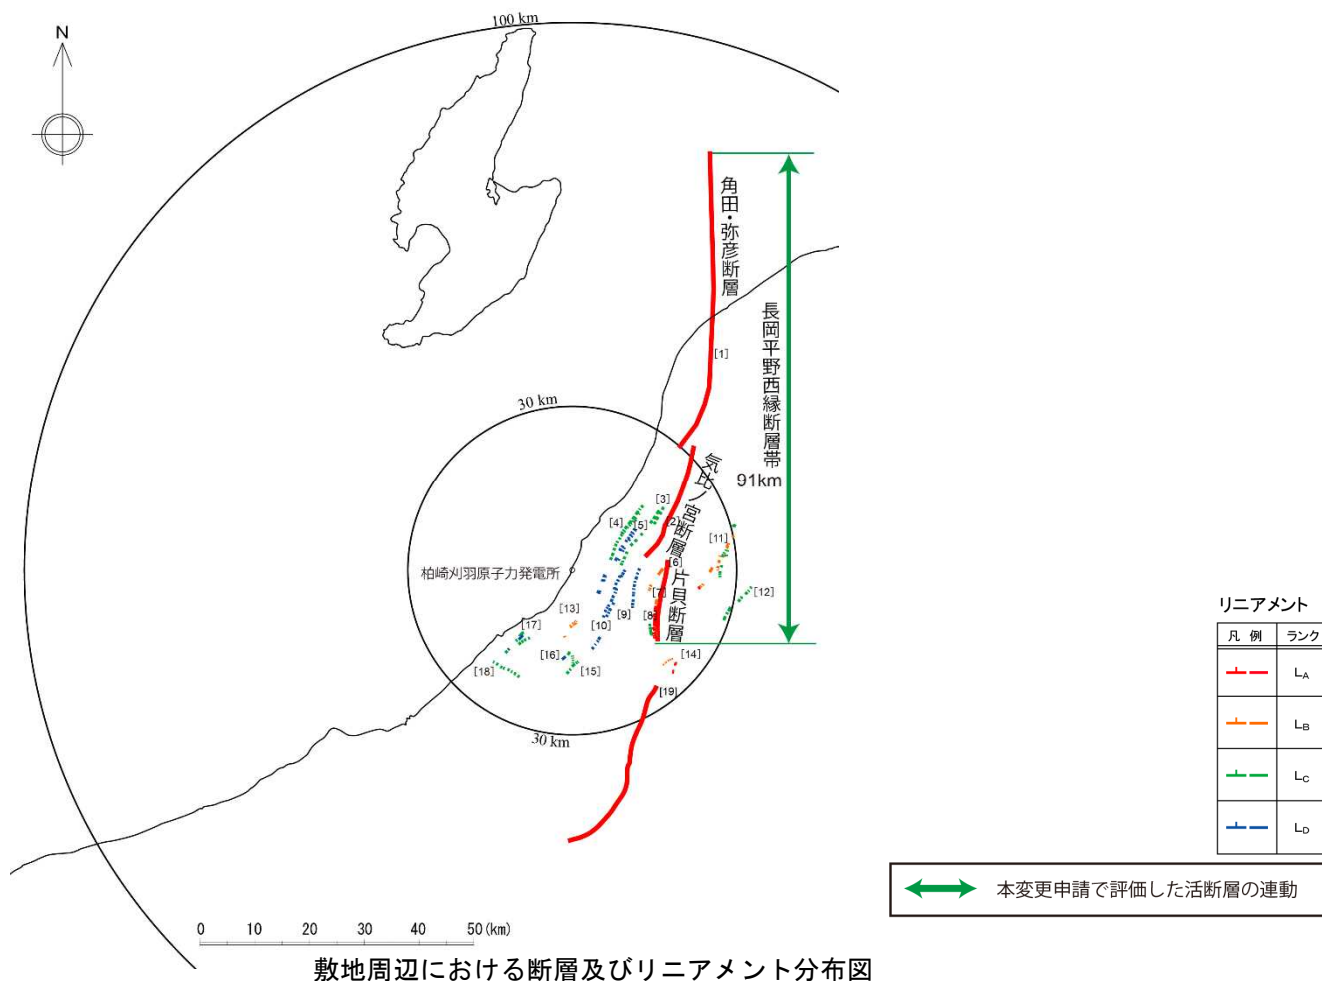 100 km
N
角田・弥彦断層
長岡平野西縁断層帯
91km
[1]
30 km
気比ノ宮断層
[3]
[4]
[5]
[2]
[11]
柏崎刈羽原子力発電所
[6]
片貝断層
[7]
[12]
[13]
[9]
[8]
[10]
[17]
[16]
[14]
[18]
[15]
[19]
30 km
リニアメント
凡 例 ランク
LA
LB
LC
LD
本変更申請で評価した活断層の連動
0 10 20 30 40 50(km)
敷地周辺における断層及びリニアメント分布図